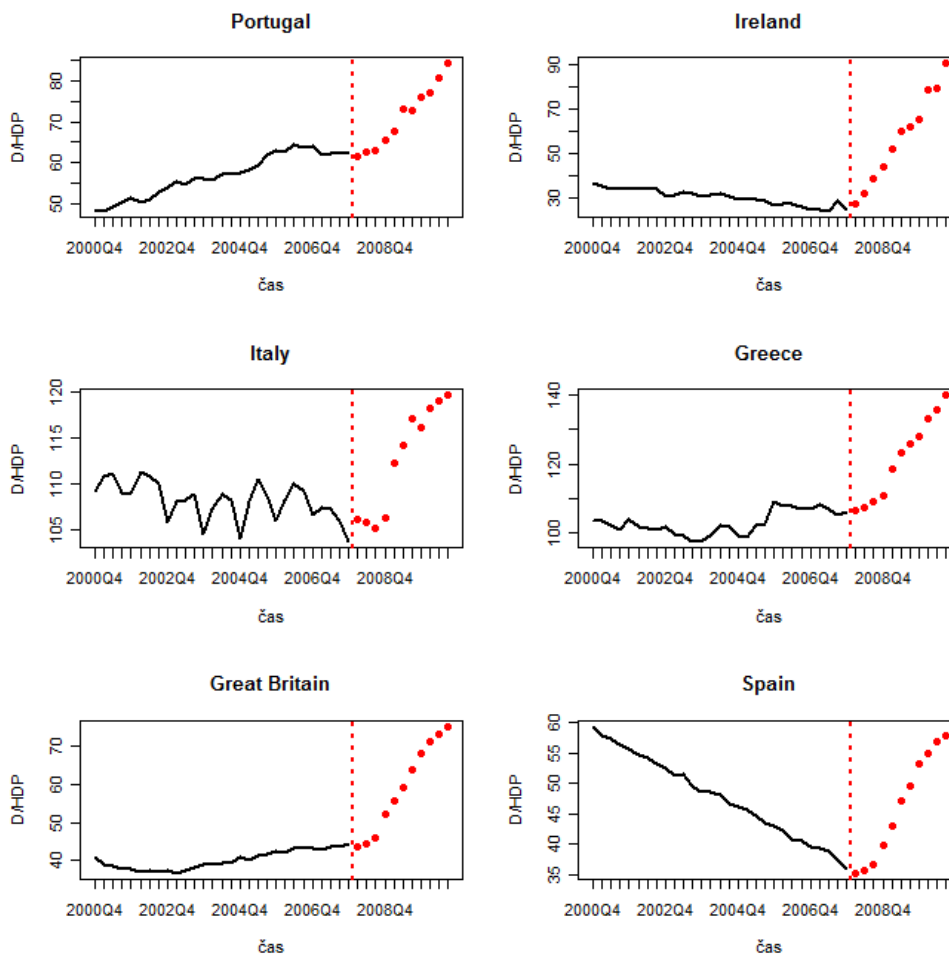 Portugal
D/HDP
50 60 70 80
2000Q4 2002Q4 2004Q4 2006Q4 2008Q4
čas
Ireland
D/HDP
30 50 70 90
2000Q4 2002Q4 2004Q4 2006Q4 2008Q4
čas
Italy
D/HDP
105 110 115 120
2000Q4 2002Q4 2004Q4 2006Q4 2008Q4
čas
Greece
D/HDP
100 120 140
2000Q4 2002Q4 2004Q4 2006Q4 2008Q4
čas
Great Britain
D/HDP
40 50 60 70
2000Q4 2002Q4 2004Q4 2006Q4 2008Q4
čas
Spain
D/HDP
35 40 45 50 55 60
2000Q4 2002Q4 2004Q4 2006Q4 2008Q4
čas